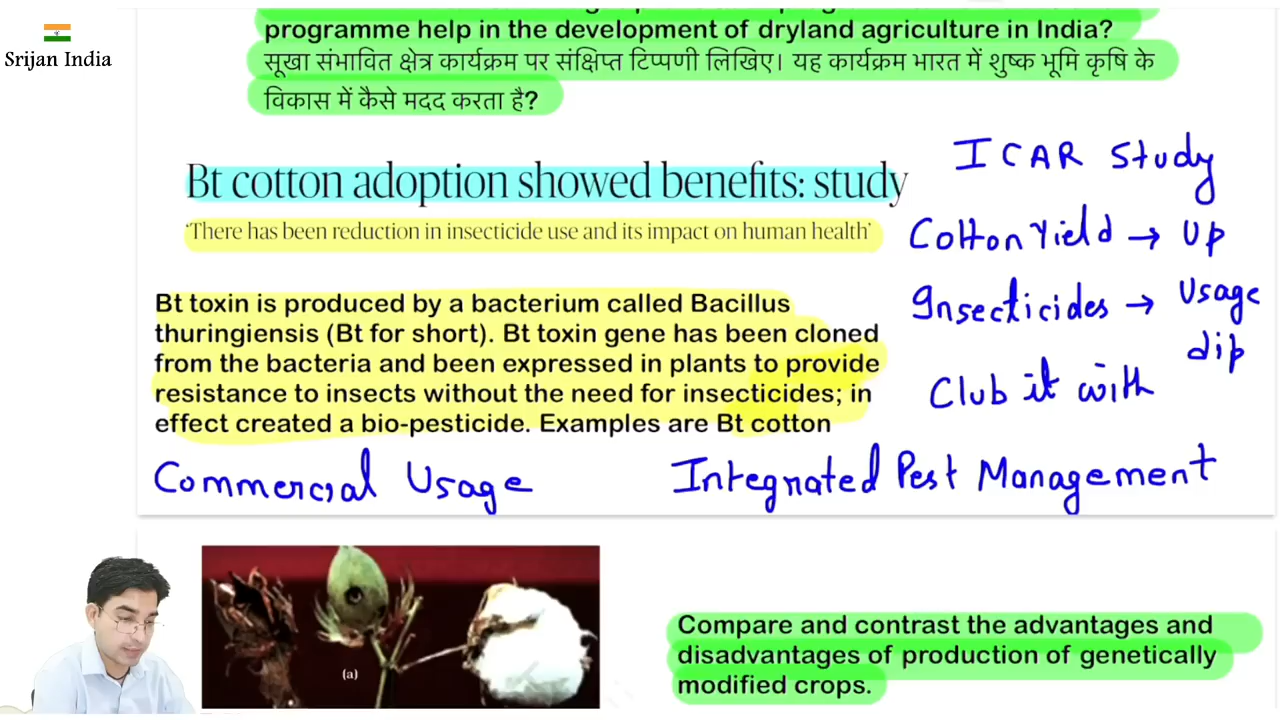 Srijan India
programme help in the development of dryland agriculture in India?
सूखा संभावित क्षेत्र कार्यक्रम पर संक्षिप्त टिप्पणी लिखिए। यह कार्यक्रम भारत में शुष्क भूमि कृषि के
विकास में कैसे मदद करता है?
Bt cotton adoption showed benefits: study
'There has been reduction in insecticide use and its impact on human health'
ICAR Study
Cotton Yield → Up
Insecticides → Usage
dip
Club it with
Bt toxin is produced by a bacterium called Bacillus
thuringiensis (Bt for short). Bt toxin gene has been cloned
from the bacteria and been expressed in plants to provide
resistance to insects without the need for insecticides; in
effect created a bio-pesticide. Examples are Bt cotton
Commercial Usage
Integrated Pest Management
(a)
Compare and contrast the advantages and
disadvantages of production of genetically
modified crops.